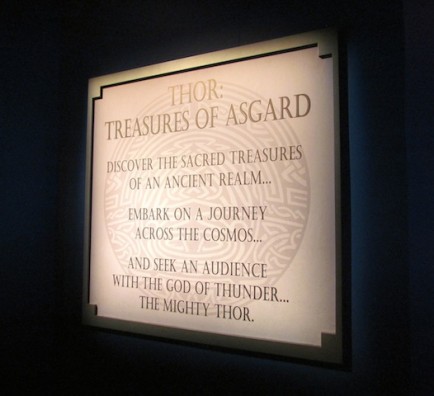 THOR:
TREASURES OF ASGARD
DISCOVER THE SACRED TREASURES
OF AN ANCIENT REALM...
EMBARK ON A JOURNEY
ACROSS THE COSMOS...
AND SEEK AN AUDIENCE
WITH THE GOD OF THUNDER...
THE MIGHTY THOR.